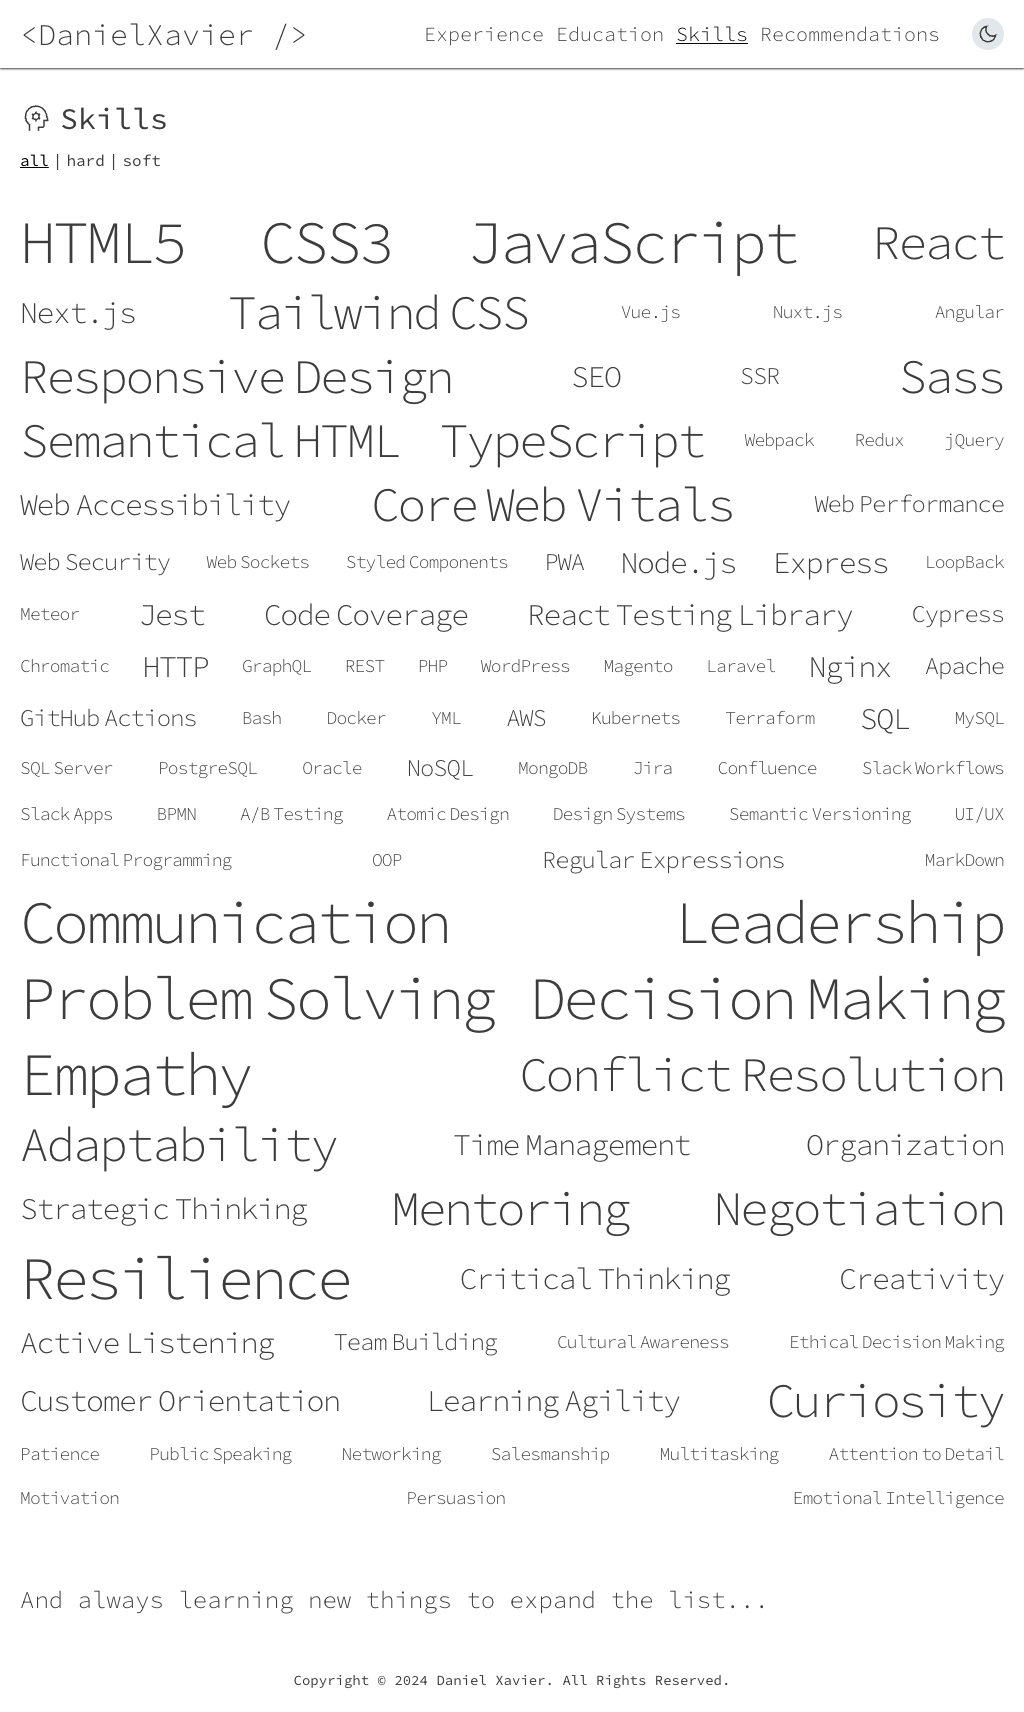 <DanielXavier />
Experience Education Skills Recommendations
Skills
all | hard | soft
HTML5 CSS3 JavaScript React
Next.js Tailwind CSS Vue.js Nuxt.js Angular
Responsive Design SEO SSR Sass
Semantical HTML TypeScript Webpack Redux jQuery
Web Accessibility Core Web Vitals Web Performance
Web Security Web Sockets Styled Components PWA Node.js Express LoopBack
Meteor Jest Code Coverage React Testing Library Cypress
Chromatic HTTP GraphQL REST PHP WordPress Magento Laravel Nginx Apache
GitHub Actions Bash Docker YML AWS Kubernets Terraform SQL MySQL
SQL Server PostgreSQL Oracle NoSQL MongoDB Jira Confluence Slack Workflows
Slack Apps BPMN A/B Testing Atomic Design Design Systems Semantic Versioning UI/UX
Functional Programming OOP Regular Expressions MarkDown
Communication Leadership
Problem Solving Decision Making
Empathy Conflict Resolution
Adaptability Time Management Organization
Strategic Thinking Mentoring Negotiation
Resilience Critical Thinking Creativity
Active Listening Team Building Cultural Awareness Ethical Decision Making
Customer Orientation Learning Agility Curiosity
Patience Public Speaking Networking Salesmanship Multitasking Attention to Detail
Motivation Persuasion Emotional Intelligence
And always learning new things to expand the list...
Copyright © 2024 Daniel Xavier. All Rights Reserved.